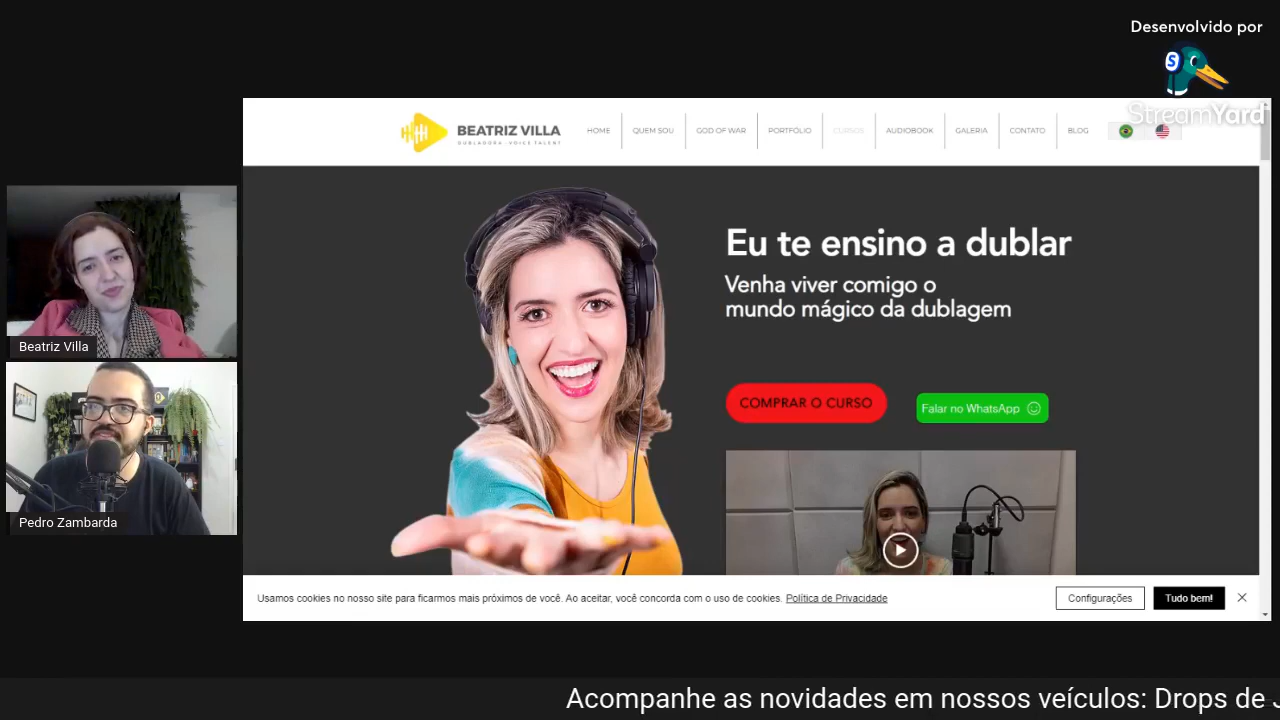 Desenvolvido por
StreamYard
BEATRIZ VILLA
DUBLADORA · VOICE TALENT
HOME
QUEM SOU
GOD OF WAR
PORTFÓLIO
CURSOS
AUDIOBOOK
GALERIA
CONTATO
BLOG
Eu te ensino a dublar
Venha viver comigo o
mundo mágico da dublagem
COMPRAR O CURSO
Falar no WhatsApp
Beatriz Villa
Pedro Zambarda
Usamos cookies no nosso site para ficarmos mais próximos de você. Ao aceitar, você concorda com o uso de cookies. Política de Privacidade
Configurações
Tudo bem!
Acompanhe as novidades em nossos veículos: Drops de